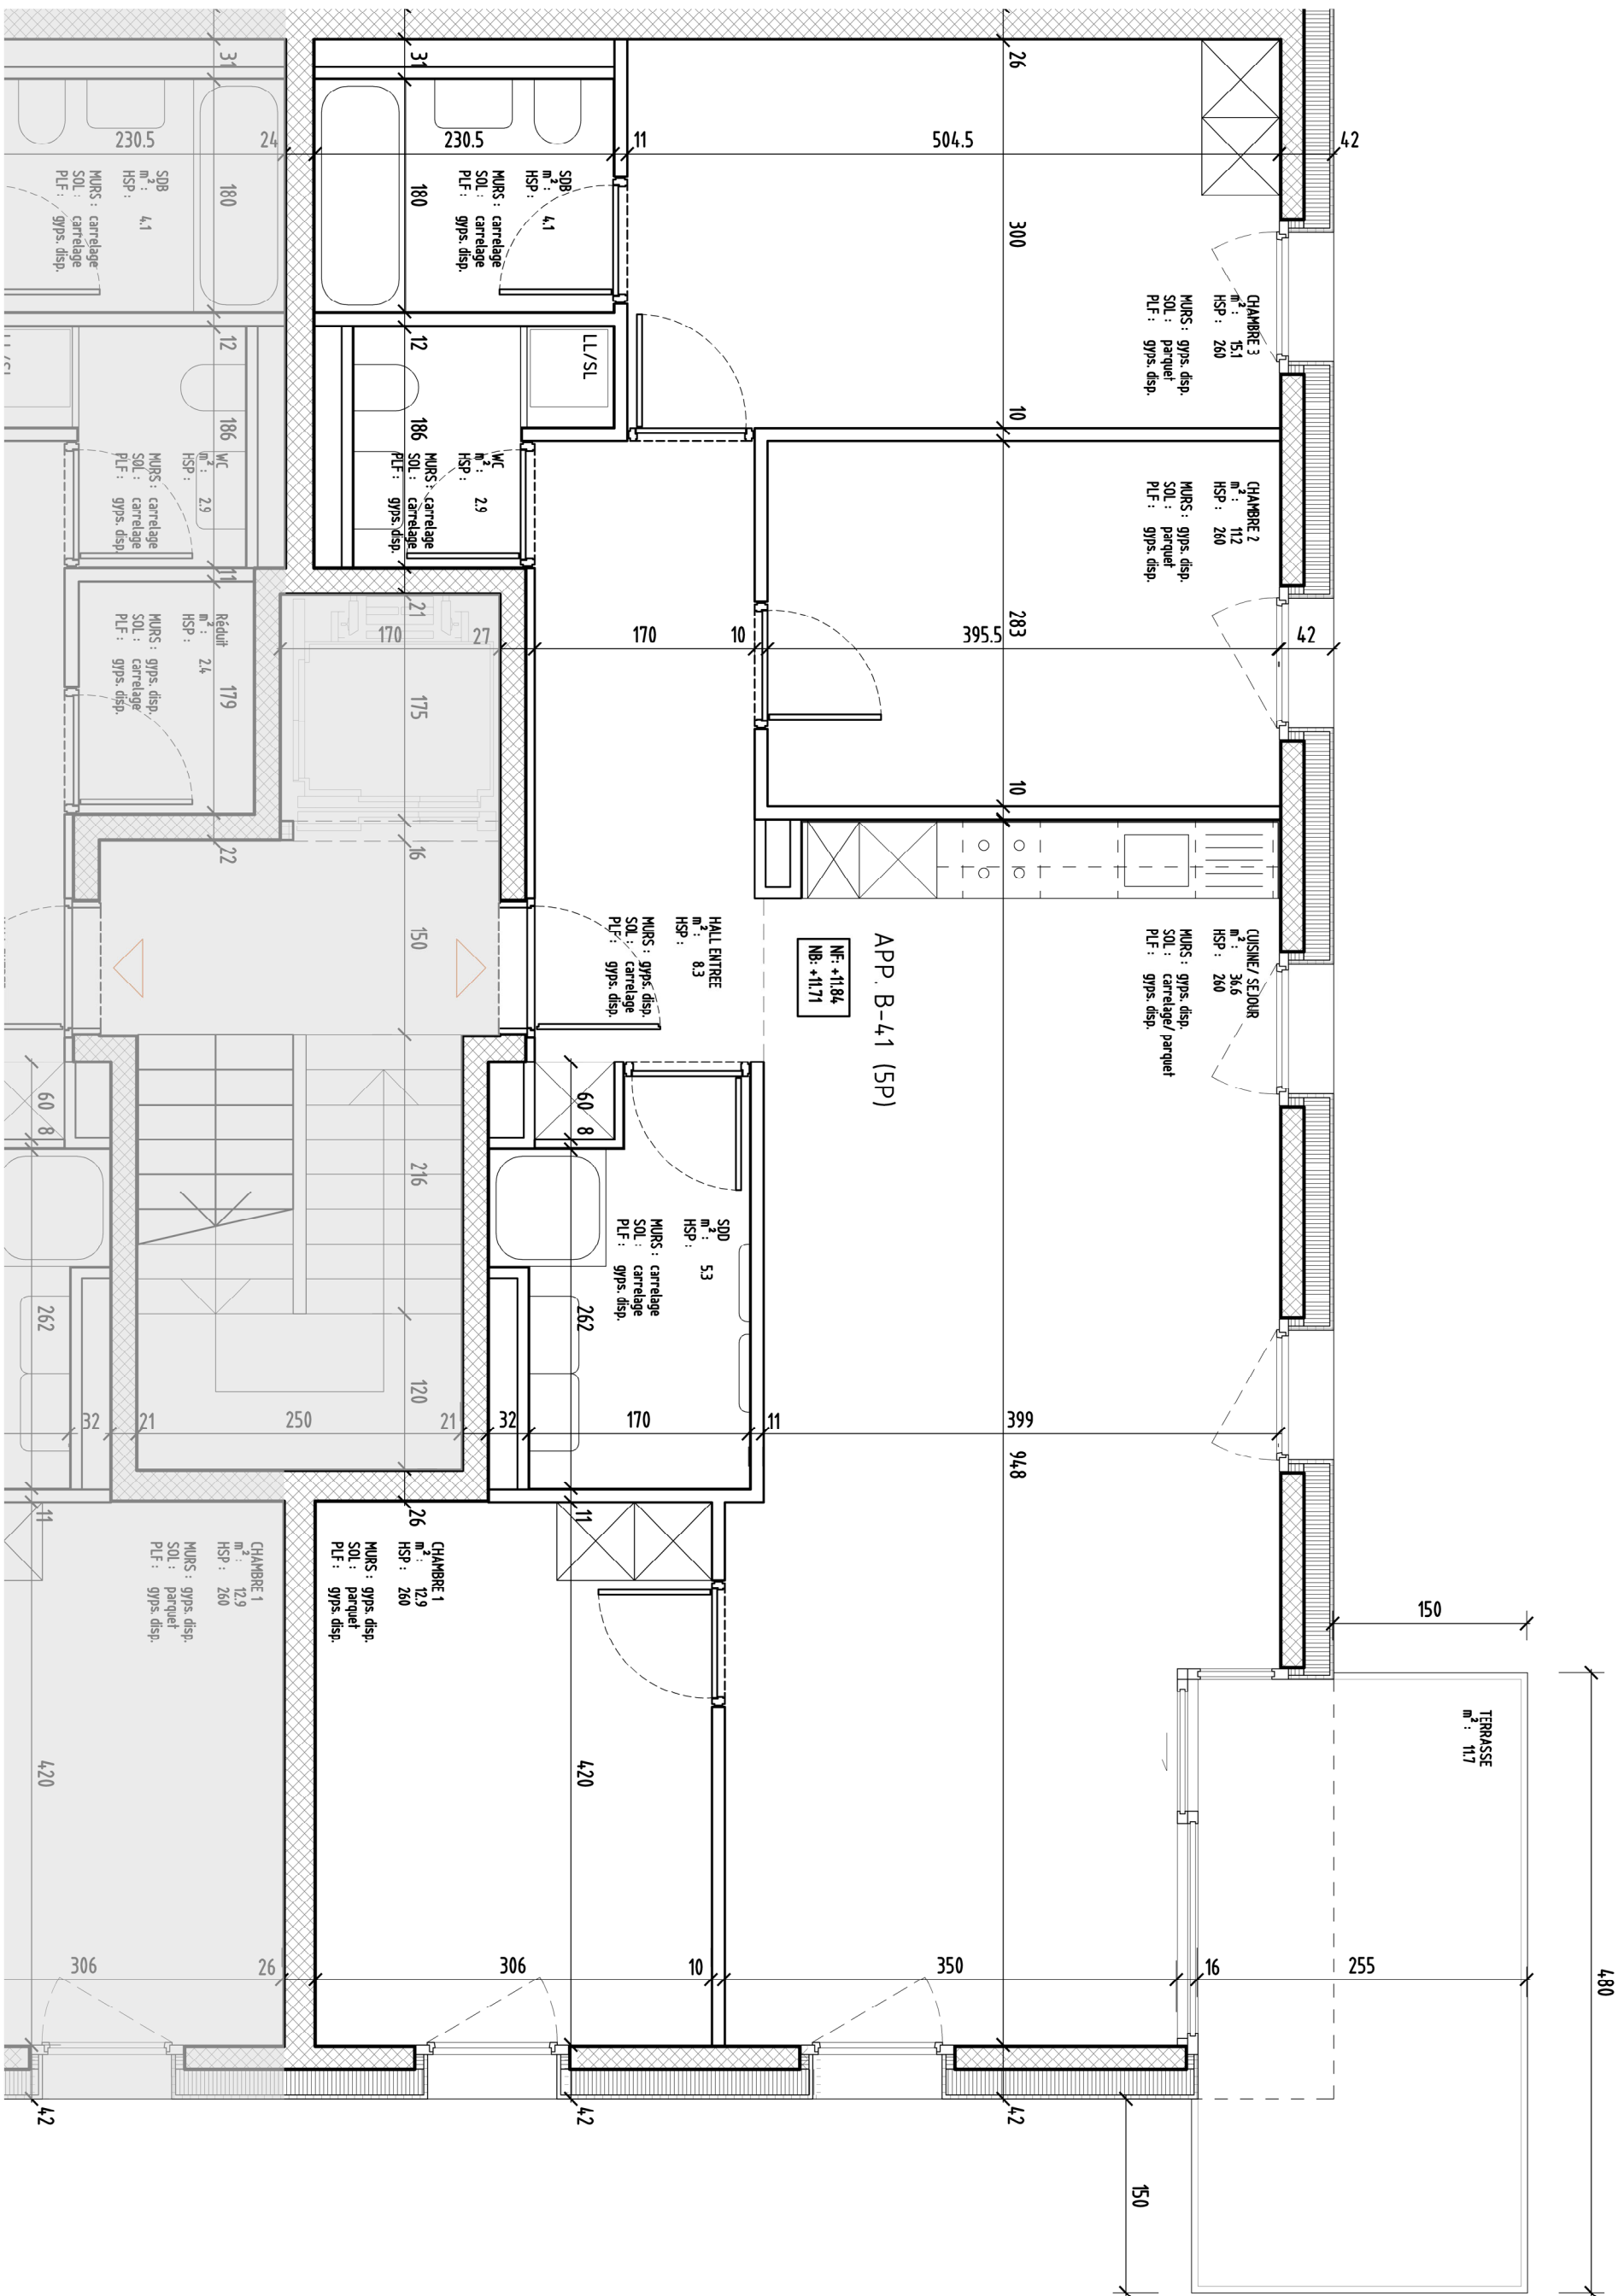 CHAMBRE 3
m² : 15.1
HSP : 260
MURS : gyps. disp.
SOL : parquet
PLF : gyps. disp.
CHAMBRE 2
m² : 11.2
HSP : 260
MURS : gyps. disp.
SOL : parquet
PLF : gyps. disp.
CUISINE/ SEJOUR
m² : 36.6
HSP : 260
MURS : gyps. disp.
SOL : carrelage/ parquet
PLF : gyps. disp.
TERRASSE
m² : 11.7
APP. B-41 (5P)
NF: +11.84
NB: +11.71
HALL ENTREE
m² : 8.3
HSP :
MURS : gyps. disp.
SOL : carrelage
PLF : gyps. disp.
SDD
m² : 5.3
HSP :
MURS : carrelage
SOL : carrelage
PLF : gyps. disp.
SDB
m² : 4.1
HSP :
MURS : carrelage
SOL : carrelage
PLF : gyps. disp.
LL/SL
WC
m² : 2.9
HSP :
MURS : carrelage
SOL : carrelage
PLF : gyps. disp.
CHAMBRE 1
m² : 12.9
HSP : 260
MURS : gyps. disp.
SOL : parquet
PLF : gyps. disp.
SDB
m² : 4.1
HSP :
MURS : carrelage
SOL : carrelage
PLF : gyps. disp.
WC
m² : 2.9
HSP :
MURS : carrelage
SOL : carrelage
PLF : gyps. disp.
Réduit
m² : 2.4
HSP :
MURS : gyps. disp.
SOL : carrelage
PLF : gyps. disp.
CHAMBRE 1
m² : 12.9
HSP : 260
MURS : gyps. disp.
SOL : parquet
PLF : gyps. disp.
480
150
150
26
300
10
283
10
948
42
31
180
12
186
21
175
16
150
216
120
26
60
8
262
11
420
42
31
180
12
186
11
179
22
60
8
262
11
420
42
230.5
24
230.5
11
504.5
42
170
27
170
10
395.5
42
32
21
250
21
32
170
11
399
306
26
306
10
350
16
255